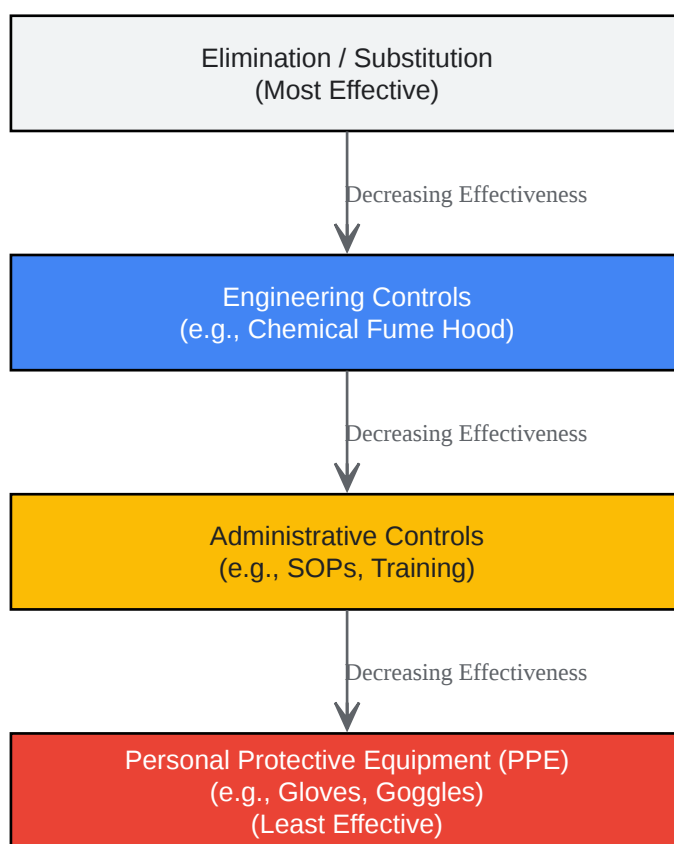 Elimination / Substitution
(Most Effective)
Decreasing Effectiveness
Engineering Controls
(e.g., Chemical Fume Hood)
Decreasing Effectiveness
Administrative Controls
(e.g., SOPs, Training)
Decreasing Effectiveness
Personal Protective Equipment (PPE)
(e.g., Gloves, Goggles)
(Least Effective)